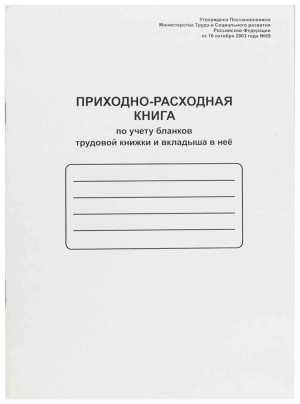 Утверждена Постановлением
Министерства Труда и Социального развития
Российской Федерации
от 10 октября 2003 года №69
ПРИХОДНО-РАСХОДНАЯ
КНИГА
по учету бланков
трудовой книжки и вкладыша в неё